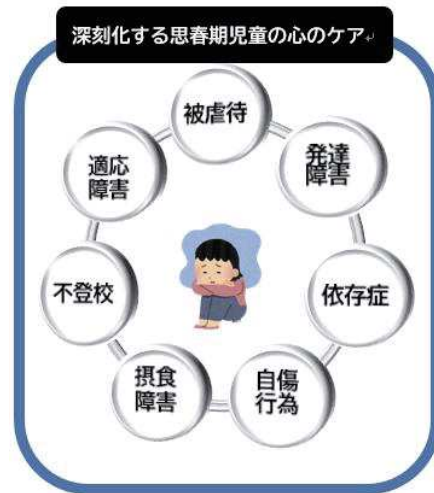 深刻化する思春期児童の心のケア↵
被虐待
発達
障害
依存症
自傷
行為
摂食
障害
不登校
適応
障害